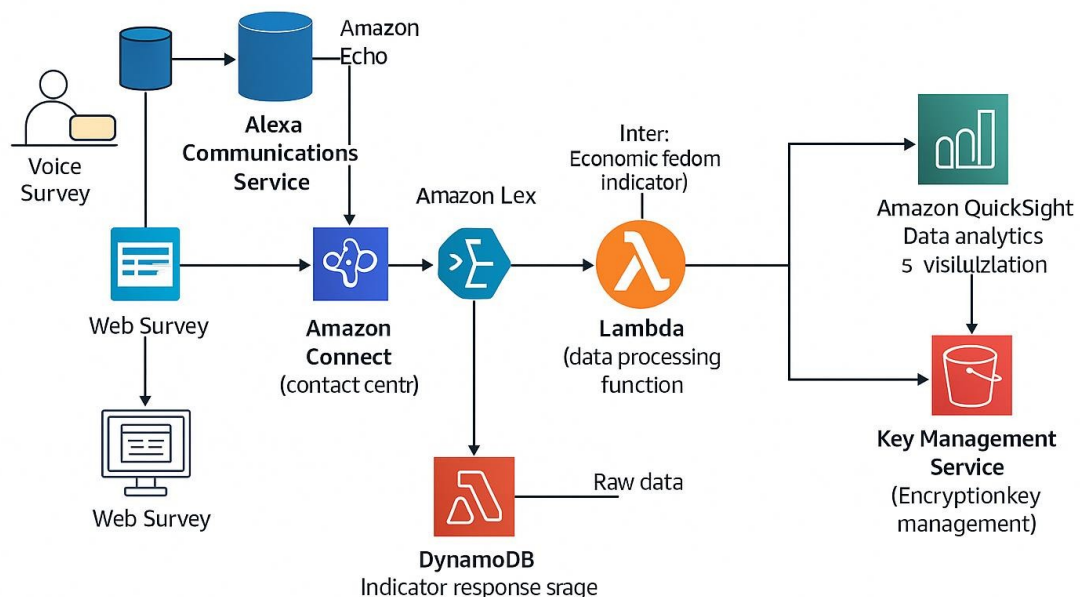 Amazon
Echo
Voice
Survey
Alexa
Communications
Service
Inter:
Economic fedom
indicator)
Amazon Lex
Amazon QuickSight
Data analytics
5 visilulzlation
Web Survey
Amazon
Connect
(contact centr)
Lambda
(data processing
function
Key Management
Service
(Encryptionkey
management)
Web Survey
Raw data
DynamoDB
Indicator response srage